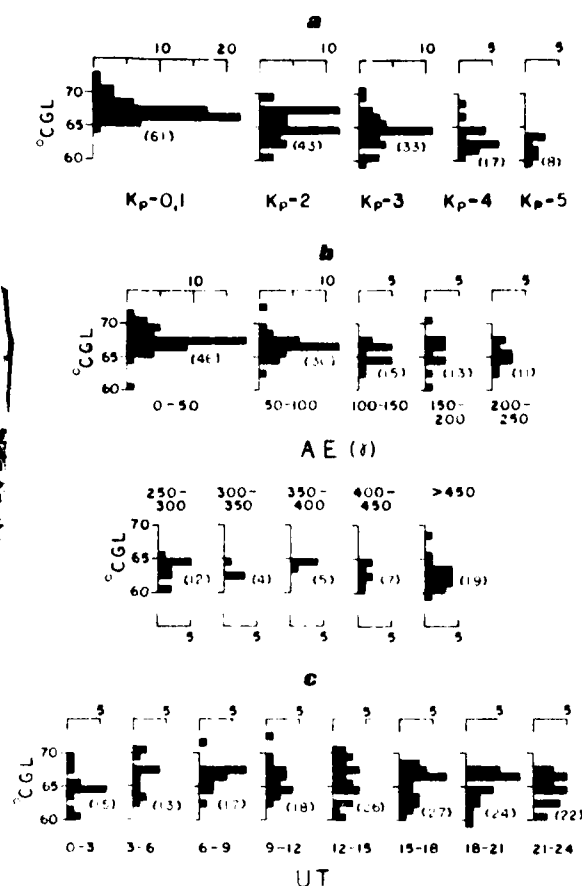 a
10 20 10 10 5 5
70
65
60
°CGL
(61) (43) (33) (17) (8)
Kp-0,1 Kp-2 Kp-3 Kp-4 Kp-5
b
10 10 5 5 5
70
65
60
°CGL
(46) (15) (13) (11)
0-50 50-100 100-150 150-200 200-250
AE (γ)
250-300 300-350 350-400 400-450 >450
70
65
60
°CGL
(12) (4) (5) (7) (19)
5 5 5 5 5
c
5 5 5 5 5 5 5 5
70
65
60
°CGL
(15) (13) (17) (18) (26) (27) (24) (22)
0-3 3-6 6-9 9-12 12-15 15-18 18-21 21-24
UT